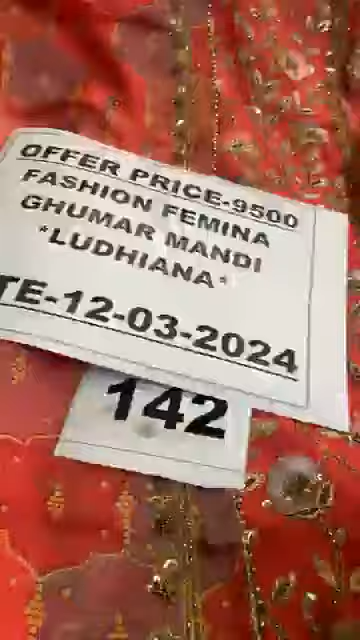 OFFER PRICE-9500
FASHION FEMINA
GHUMAR MANDI
*LUDHIANA*
TE-12-03-2024
142